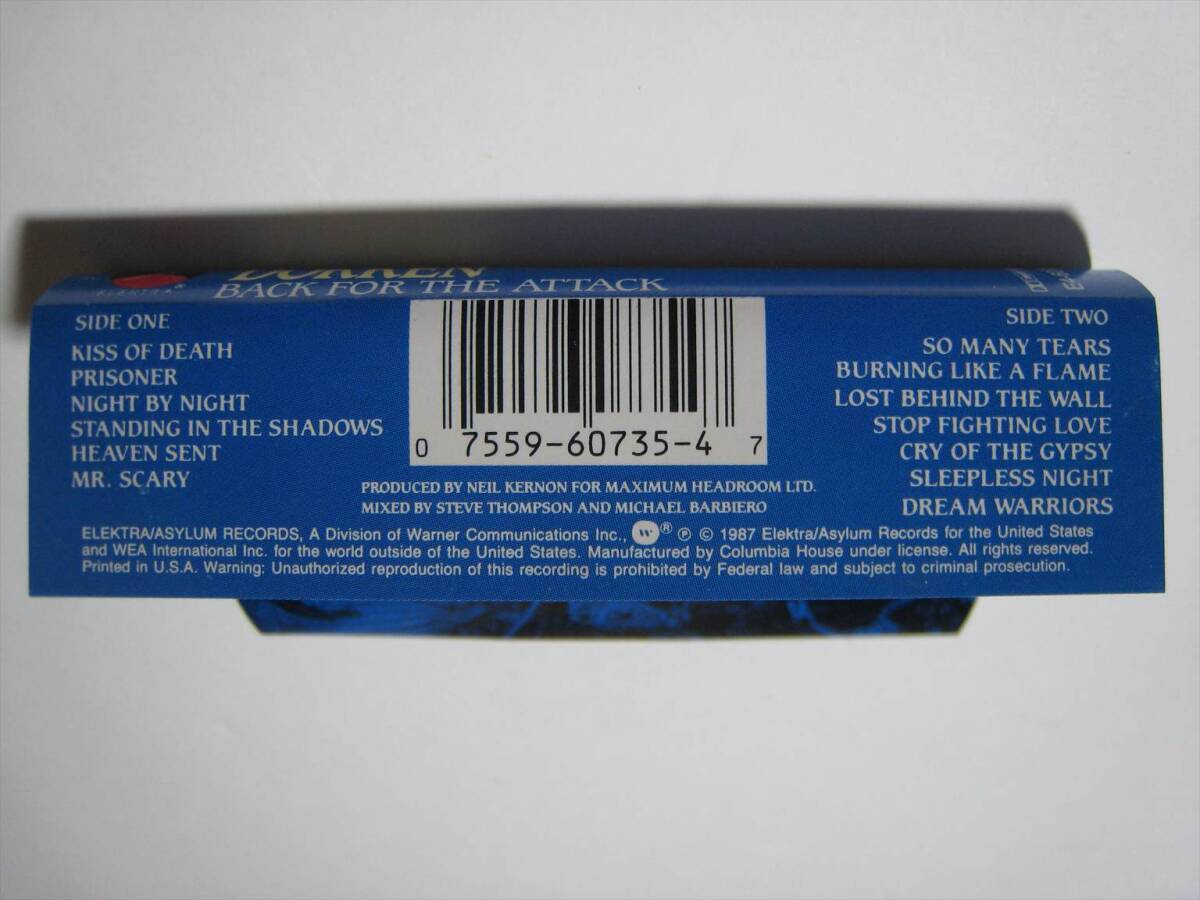 DOKKEN
ELEKTRA®
BACK FOR THE ATTACK
SIDE ONE
KISS OF DEATH
PRISONER
NIGHT BY NIGHT
STANDING IN THE SHADOWS
HEAVEN SENT
MR. SCARY
0 7559-60735-4 7
SIDE TWO
SO MANY TEARS
BURNING LIKE A FLAME
LOST BEHIND THE WALL
STOP FIGHTING LOVE
CRY OF THE GYPSY
SLEEPLESS NIGHT
DREAM WARRIORS
PRODUCED BY NEIL KERNON FOR MAXIMUM HEADROOM LTD.
MIXED BY STEVE THOMPSON AND MICHAEL BARBIERO
ELEKTRA/ASYLUM RECORDS, A Division of Warner Communications Inc., ® ℗ © 1987 Elektra/Asylum Records for the United States
and WEA International Inc. for the world outside of the United States. Manufactured by Columbia House under license. All rights reserved.
Printed in U.S.A. Warning: Unauthorized reproduction of this recording is prohibited by Federal law and subject to criminal prosecution.